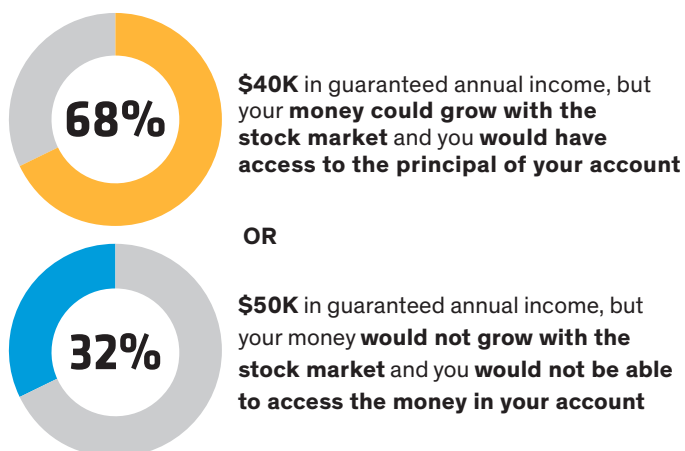 68%
$40K in guaranteed annual income, but
your money could grow with the
stock market and you would have
access to the principal of your account
OR
32%
$50K in guaranteed annual income, but
your money would not grow with the
stock market and you would not be able
to access the money in your account